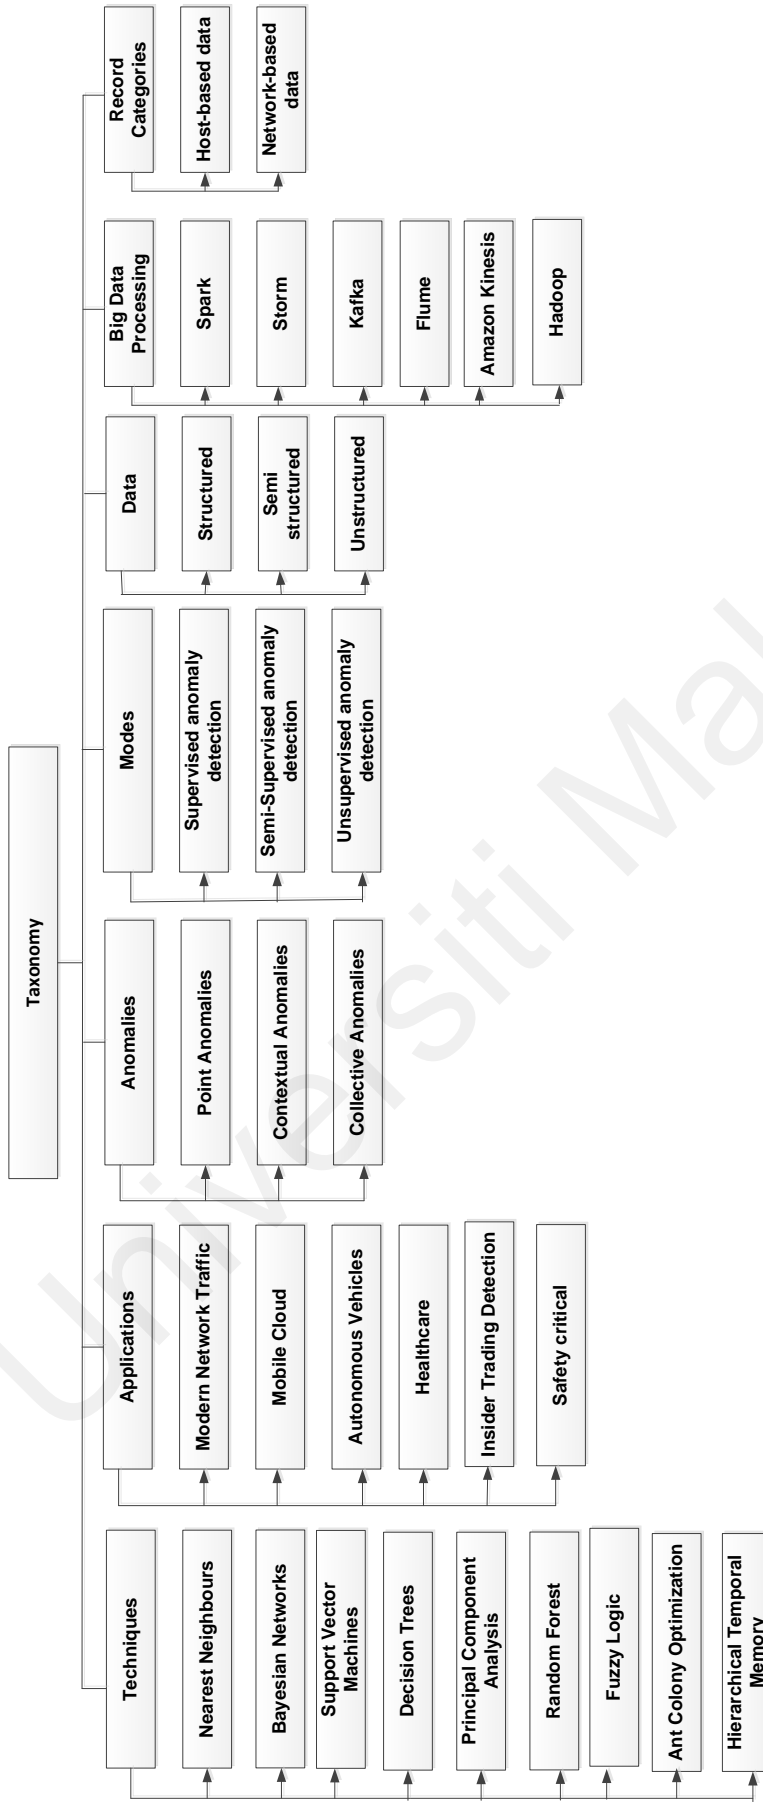 Taxonomy
Techniques
Nearest Neighbours
Bayesian Networks
Support Vector
Machines
Decision Trees
Principal Component
Analysis
Random Forest
Fuzzy Logic
Ant Colony Optimization
Hierarchical Temporal
Memory
Applications
Modern Network Traffic
Mobile Cloud
Autonomous Vehicles
Healthcare
Insider Trading Detection
Safety critical
Anomalies
Point Anomalies
Contextual Anomalies
Collective Anomalies
Modes
Supervised anomaly
detection
Semi-Supervised anomaly
detection
Unsupervised anomaly
detection
Data
Structured
Semi
structured
Unstructured
Big Data
Processing
Spark
Storm
Kafka
Flume
Amazon Kinesis
Hadoop
Record
Categories
Host-based data
Network-based
data
Universiti